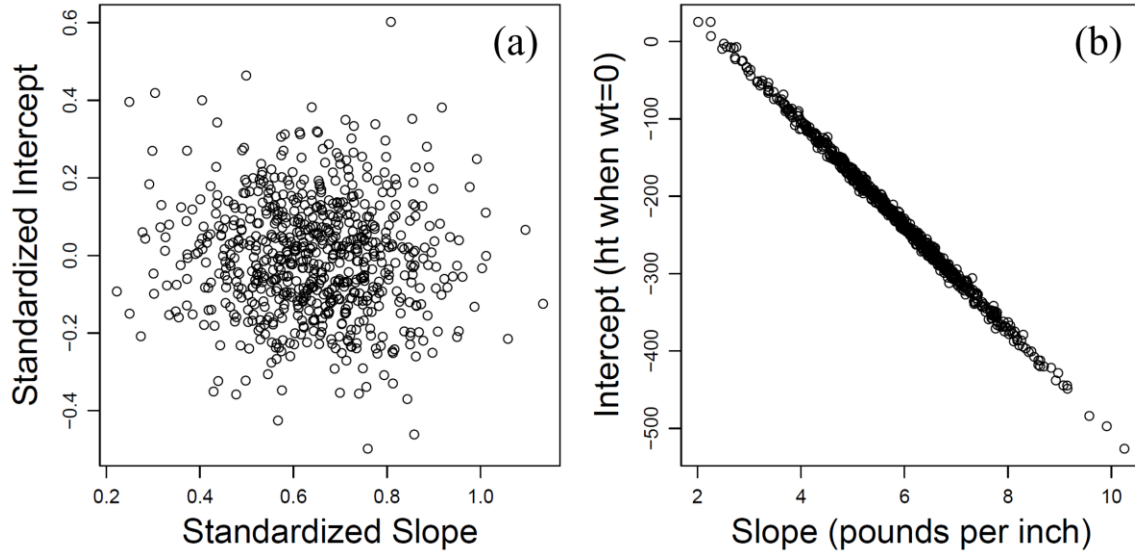 (a)
Standardized Intercept
0.6
0.4
0.2
0.0
−0.2
−0.4
0.2 0.4 0.6 0.8 1.0
Standardized Slope
(b)
Intercept (ht when wt=0)
0
−100
−200
−300
−400
−500
2 4 6 8 10
Slope (pounds per inch)